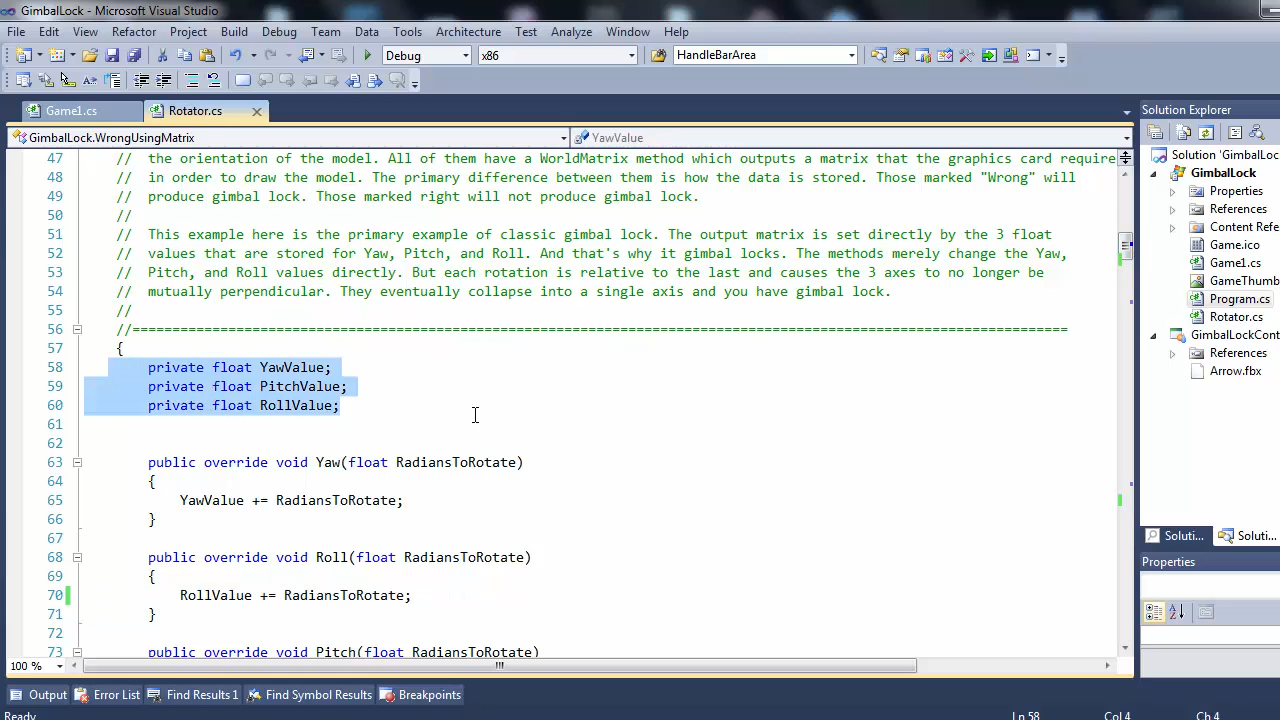 GimbalLock - Microsoft Visual Studio
File Edit View Refactor Project Build Debug Team Data Tools Architecture Test Analyze Window Help
Debug x86 HandleBarArea
Game1.cs Rotator.cs
GimbalLock.WrongUsingMatrix YawValue
47 // the orientation of the model. All of them have a WorldMatrix method which outputs a matrix that the graphics card require
48 // in order to draw the model. The primary difference between them is how the data is stored. Those marked "Wrong" will
49 // produce gimbal lock. Those marked right will not produce gimbal lock.
50 //
51 // This example here is the primary example of classic gimbal lock. The output matrix is set directly by the 3 float
52 // values that are stored for Yaw, Pitch, and Roll. And that's why it gimbal locks. The methods merely change the Yaw,
53 // Pitch, and Roll values directly. But each rotation is relative to the last and causes the 3 axes to no longer be
54 // mutually perpendicular. They eventually collapse into a single axis and you have gimbal lock.
55 //
56 //=====================================================================================================================
57 {
58 private float YawValue;
59 private float PitchValue;
60 private float RollValue;
61
62
63 public override void Yaw(float RadiansToRotate)
64 {
65 YawValue += RadiansToRotate;
66 }
67
68 public override void Roll(float RadiansToRotate)
69 {
70 RollValue += RadiansToRotate;
71 }
72
73 public override void Pitch(float RadiansToRotate)
100 %
Solution Explorer
Solution 'GimbalLoc
GimbalLock
Properties
References
Content Refe
Game.ico
Game1.cs
GameThumb
Program.cs
Rotator.cs
GimbalLockConte
References
Arrow.fbx
Soluti... Soluti...
Properties
Output Error List Find Results 1 Find Symbol Results Breakpoints
Ready Ln 58 Col 4 Ch 4